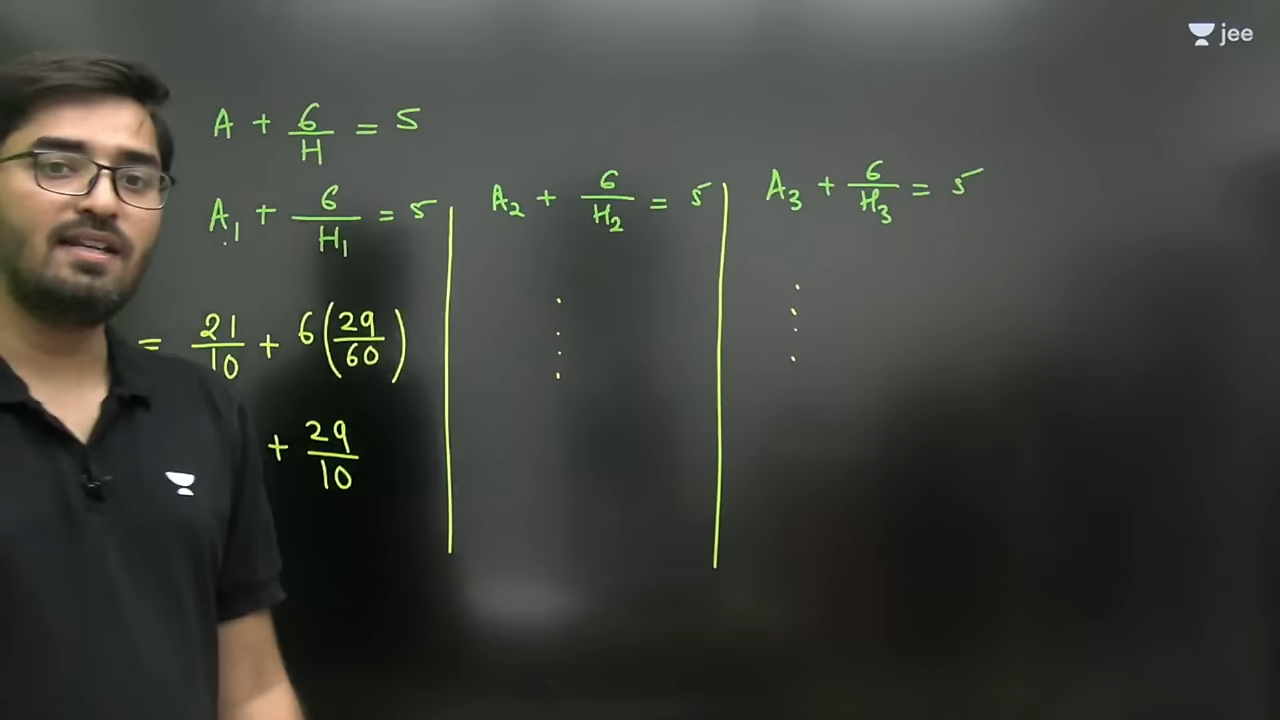 jee
A + 6/H = 5
A₁ + 6/H₁ = 5
A₂ + 6/H₂ = 5
A₃ + 6/H₃ = 5
= 21/10 + 6(29/60)
+ 29/10